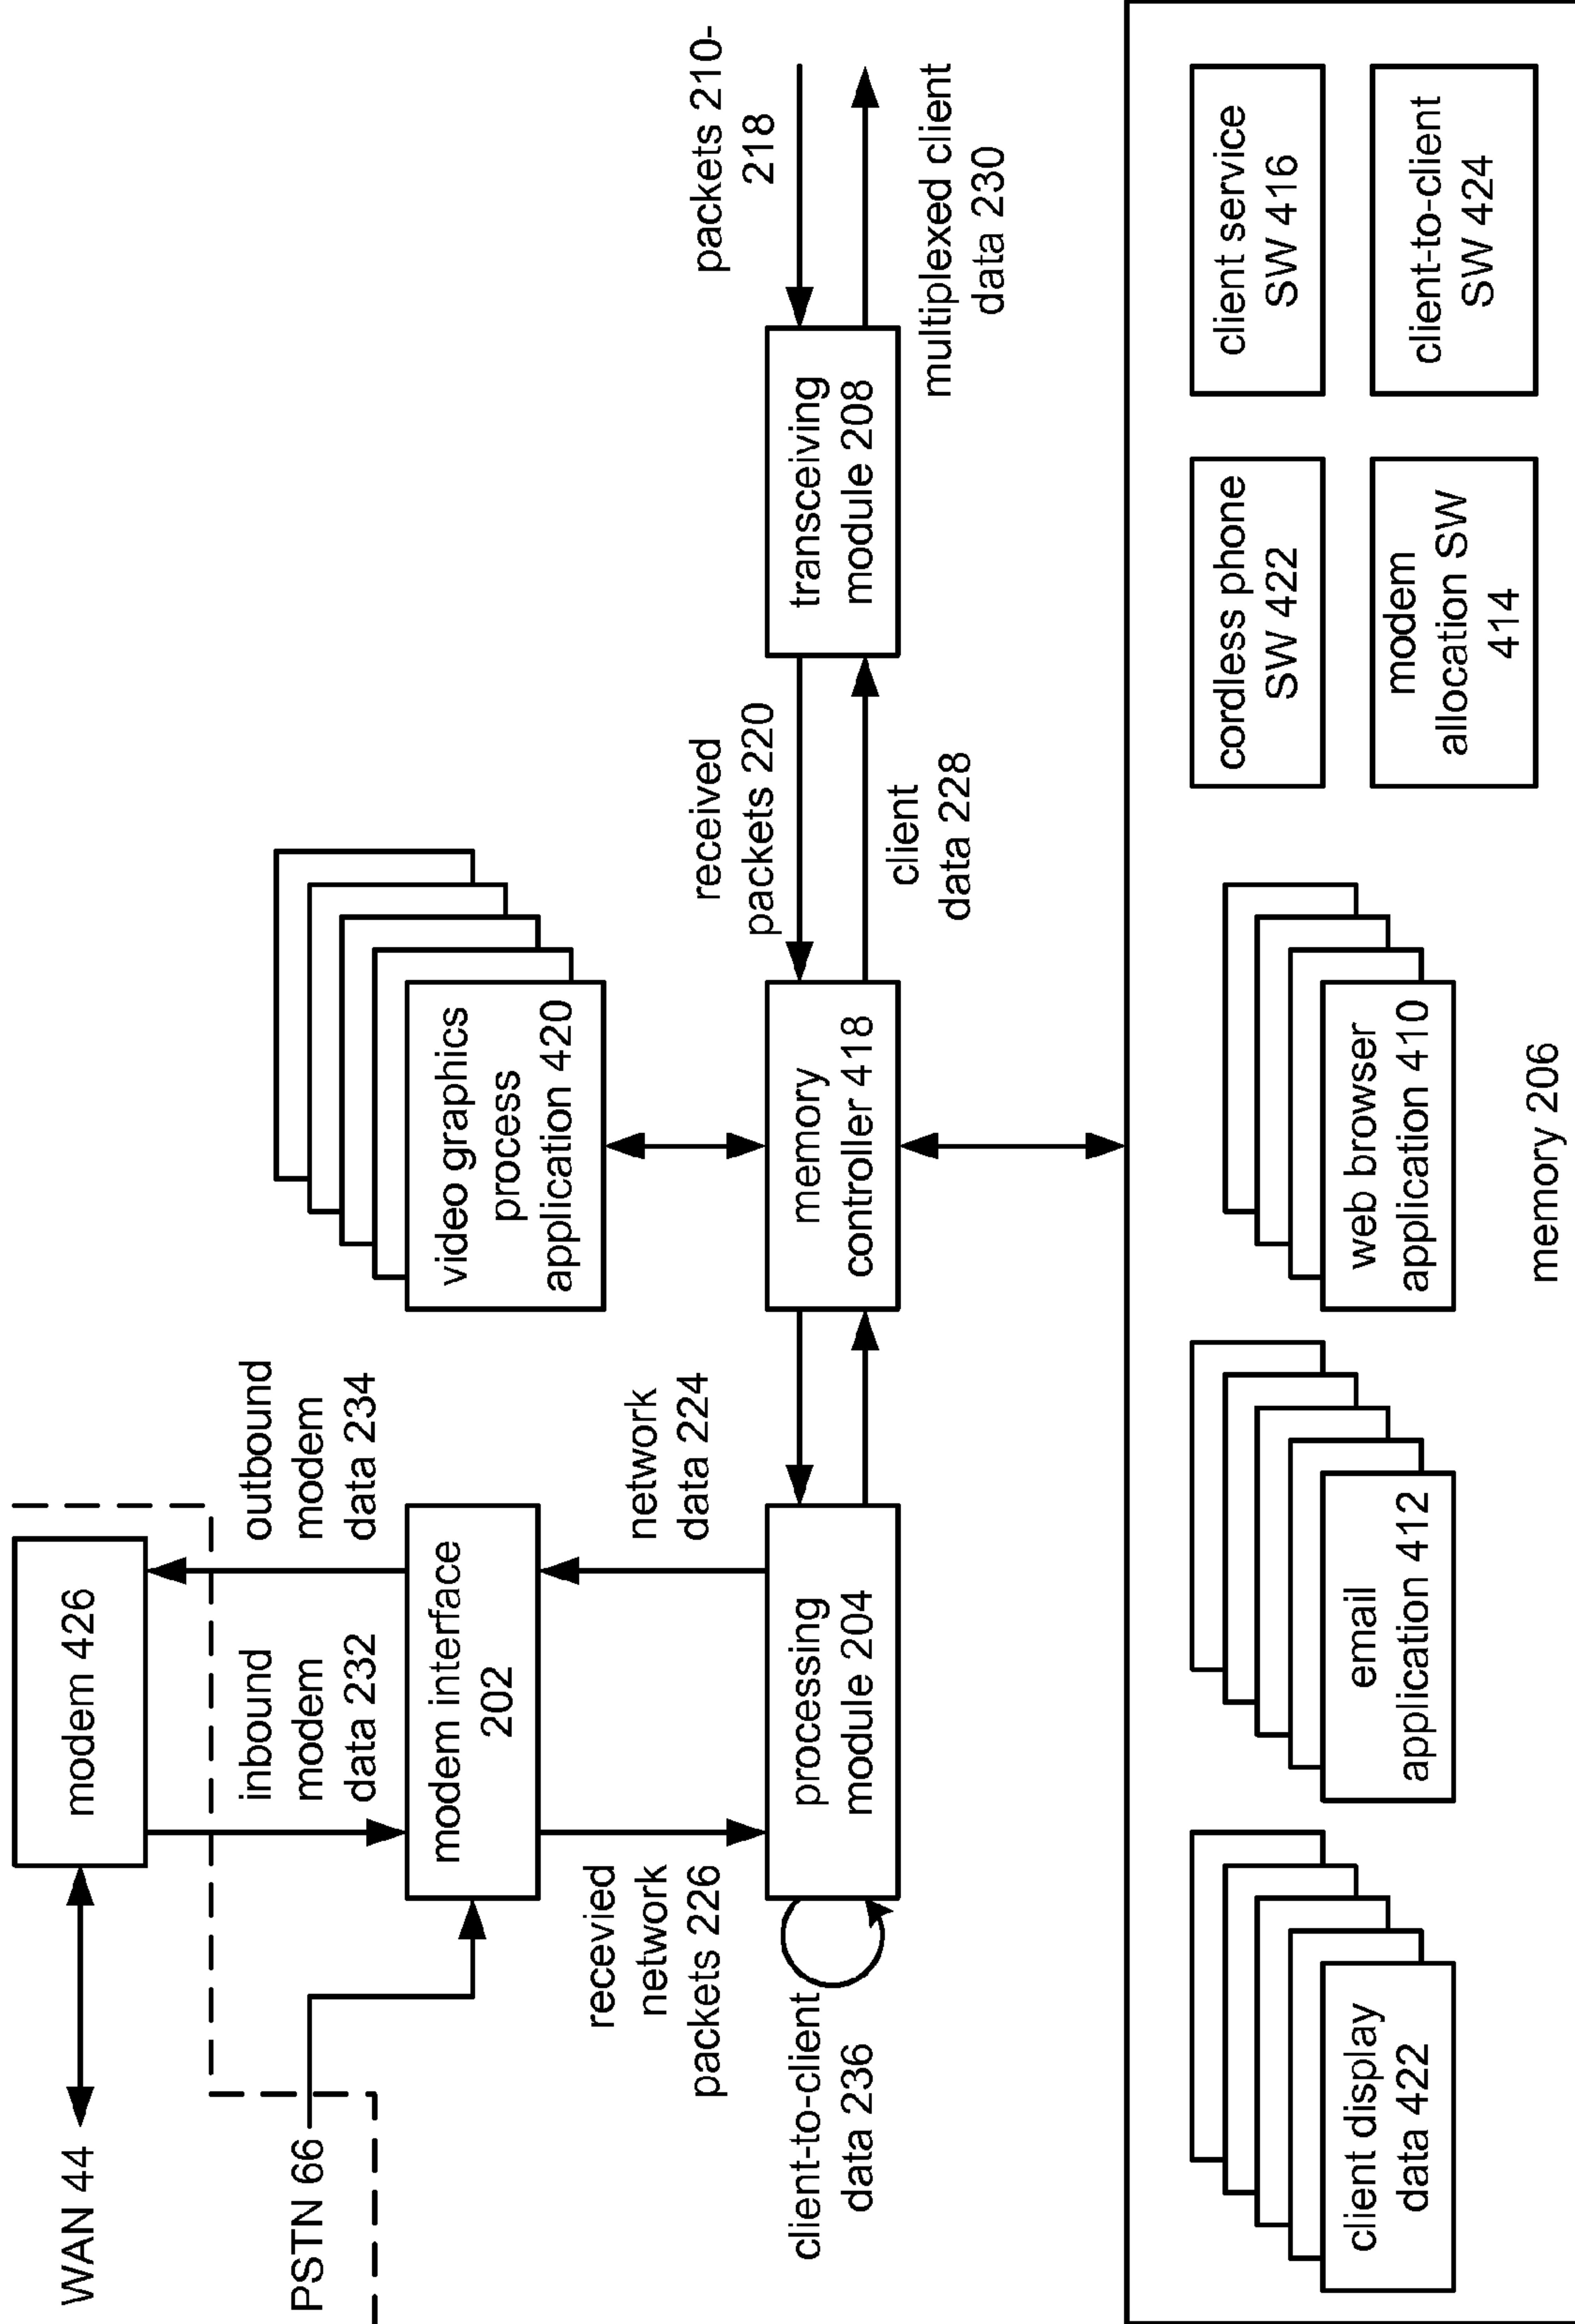 WAN 44
modem 426
PSTN 66
inbound
modem
data 232
outbound
modem
data 234
modem interface
202
recevied
network
packets 226
network
data 224
client-to-client
data 236
processing
module 204
video graphics
process
application 420
memory
controller 418
received
packets 220
client
data 228
transceiving
module 208
packets 210-
218
multiplexed client
data 230
client display
data 422
email
application 412
web browser
application 410
cordless phone
SW 422
client service
SW 416
modem
allocation SW
414
client-to-client
SW 424
memory 206